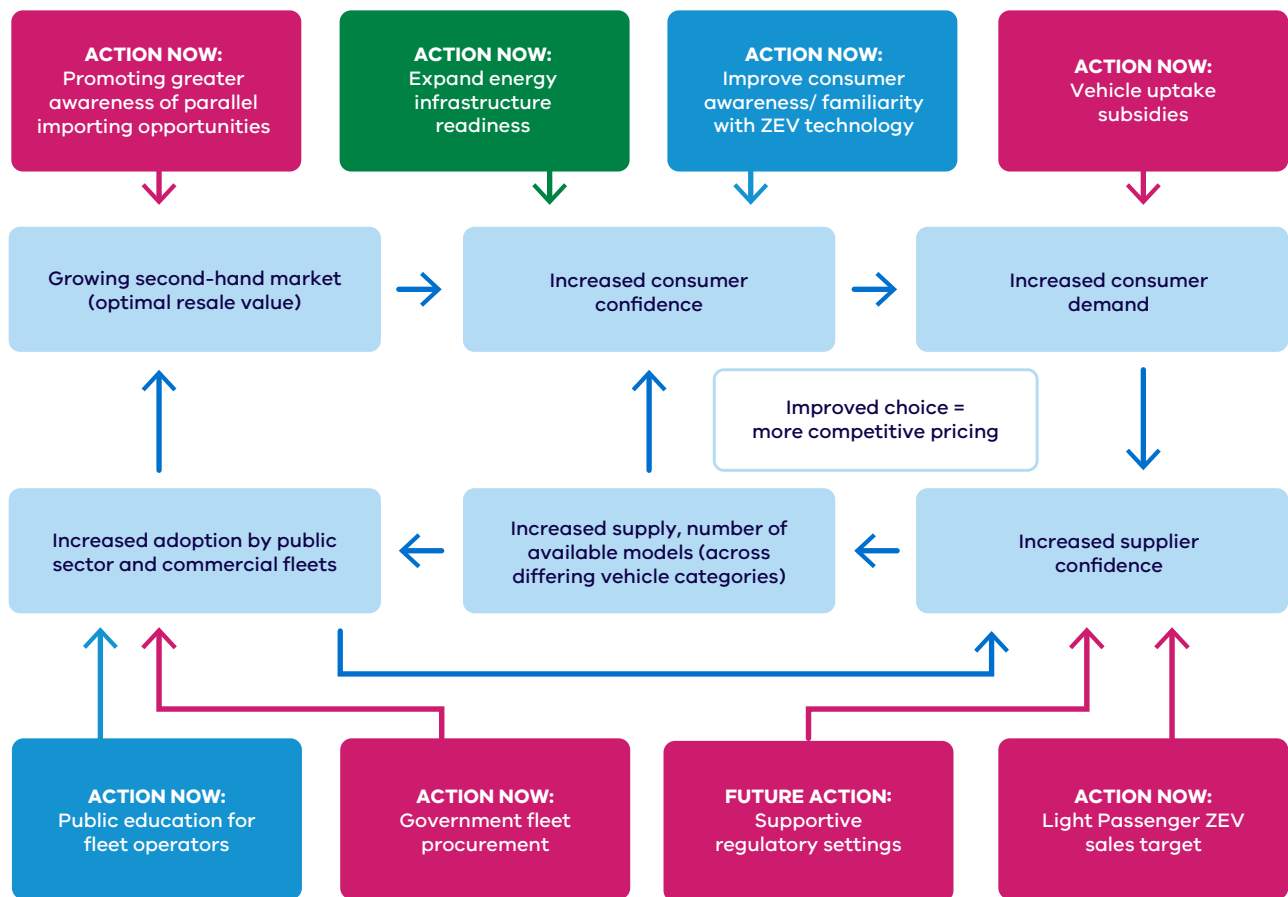 ACTION NOW:
Promoting greater
awareness of parallel
importing opportunities
ACTION NOW:
Expand energy
infrastructure
readiness
ACTION NOW:
Improve consumer
awareness/ familiarity
with ZEV technology
ACTION NOW:
Vehicle uptake
subsidies
Growing second-hand market
(optimal resale value)
Increased consumer
confidence
Increased consumer
demand
Improved choice =
more competitive pricing
Increased adoption by public
sector and commercial fleets
Increased supply, number of
available models (across
differing vehicle categories)
Increased supplier
confidence
ACTION NOW:
Public education for
fleet operators
ACTION NOW:
Government fleet
procurement
FUTURE ACTION:
Supportive
regulatory settings
ACTION NOW:
Light Passenger ZEV
sales target